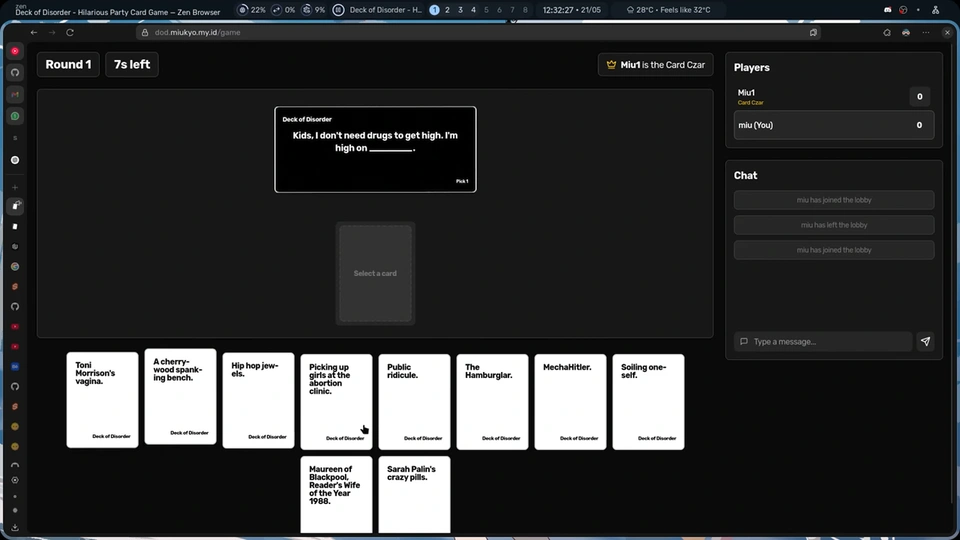 zen
Deck of Disorder - Hilarious Party Card Game — Zen Browser
22%
0%
9%
Deck of Disorder - H...
1 2 3 4 5 6 7 8
12:32:27 • 21/05
28°C • Feels like 32°C
dod.miukyo.my.id/game
Round 1
7s left
Miu1 is the Card Czar
Deck of Disorder
Kids, I don't need drugs to get high. I'm
high on ________.
Pick 1
Select a card
Toni
Morrison's
vagina.
Deck of Disorder
A cherry-
wood spank-
ing bench.
Deck of Disorder
Hip hop jew-
els.
Deck of Disorder
Picking up
girls at the
abortion
clinic.
Deck of Disorder
Public
ridicule.
Deck of Disorder
The
Hamburglar.
Deck of Disorder
MechaHitler.
Deck of Disorder
Soiling one-
self.
Deck of Disorder
Maureen of
Blackpool,
Reader's Wife
of the Year
1988.
Sarah Palin's
crazy pills.
Players
Miu1
Card Czar
0
miu (You)
0
Chat
miu has joined the lobby
miu has left the lobby
miu has joined the lobby
Type a message...